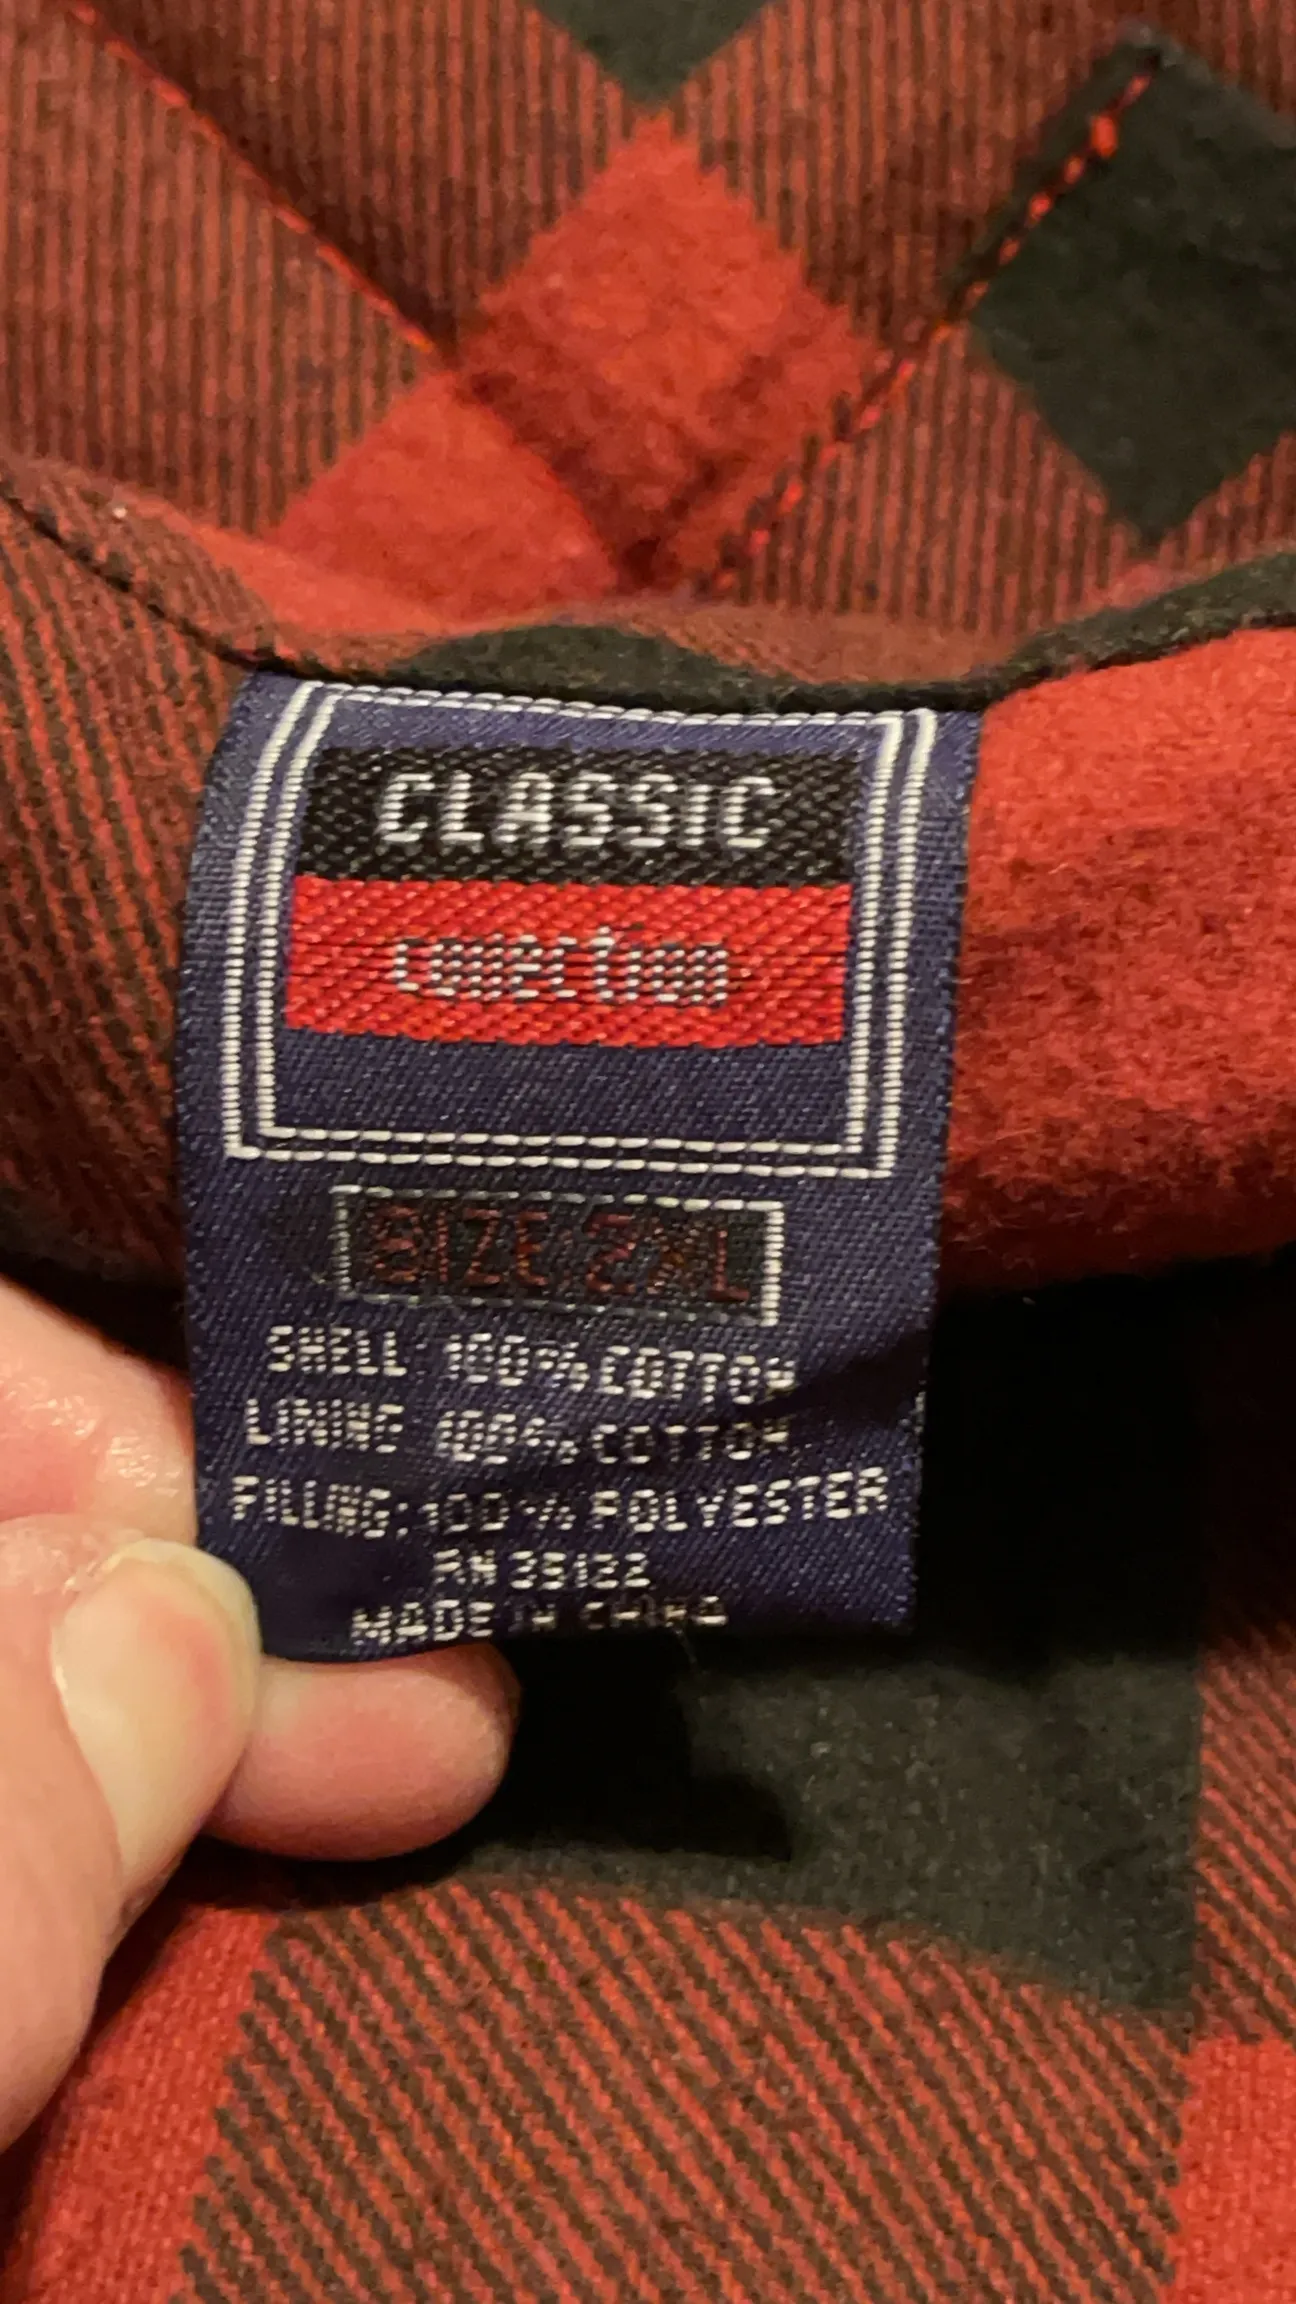 CLASSIC
collection
SIZE 2XL
SHELL: 100% COTTON
LINING: 100% COTTON
FILLING: 100% POLYESTER
RN 35122
MADE IN CHINA